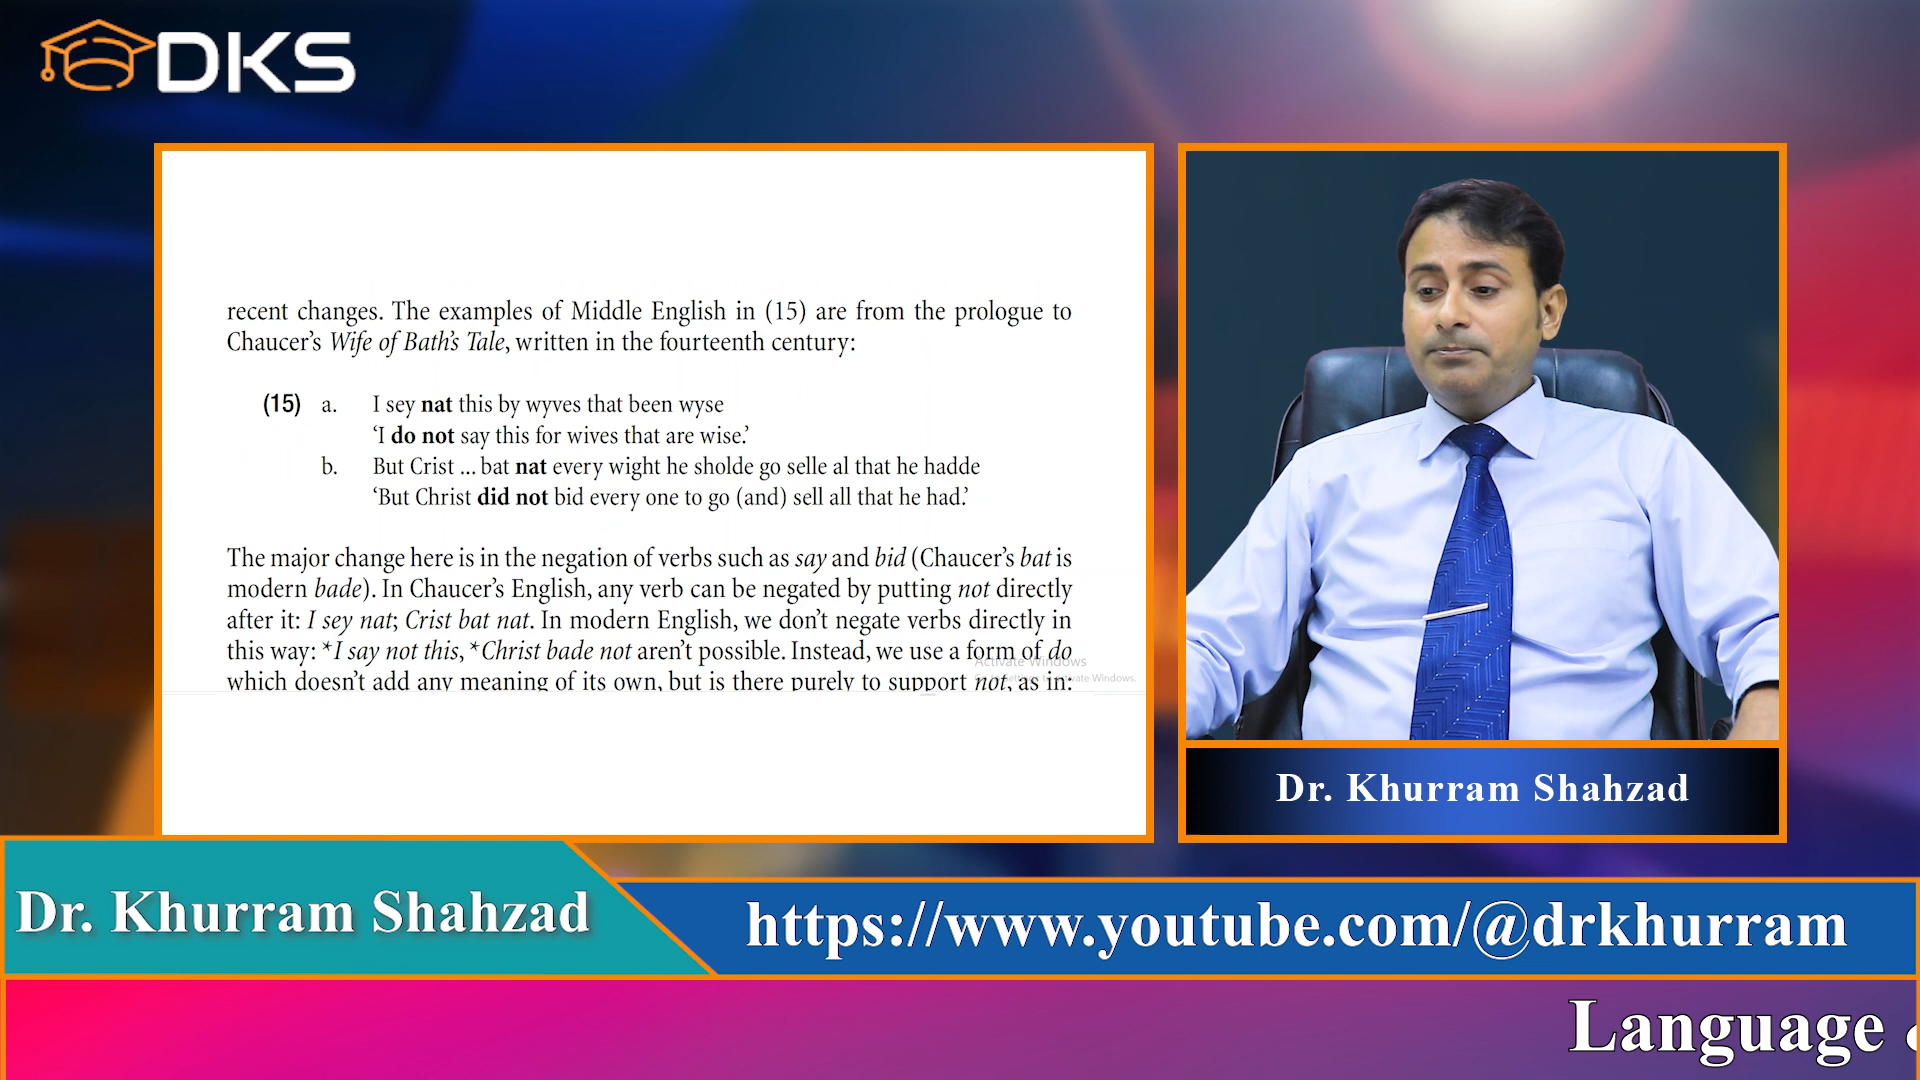 DKS
recent changes. The examples of Middle English in (15) are from the prologue to
Chaucer's Wife of Bath's Tale, written in the fourteenth century:
(15) a. I sey nat this by wyves that been wyse
'I do not say this for wives that are wise.'
b. But Crist ... bat nat every wight he sholde go selle al that he hadde
'But Christ did not bid every one to go (and) sell all that he had.'
The major change here is in the negation of verbs such as say and bid (Chaucer's bat is
modern bade). In Chaucer's English, any verb can be negated by putting not directly
after it: I sey nat; Crist bat nat. In modern English, we don't negate verbs directly in
this way: *I say not this, *Christ bade not aren't possible. Instead, we use a form of do
which doesn't add any meaning of its own, but is there purely to support not, as in:
Activate Windows
Go to Settings to activate Windows.
Dr. Khurram Shahzad
Dr. Khurram Shahzad
https://www.youtube.com/@drkhurram
Language